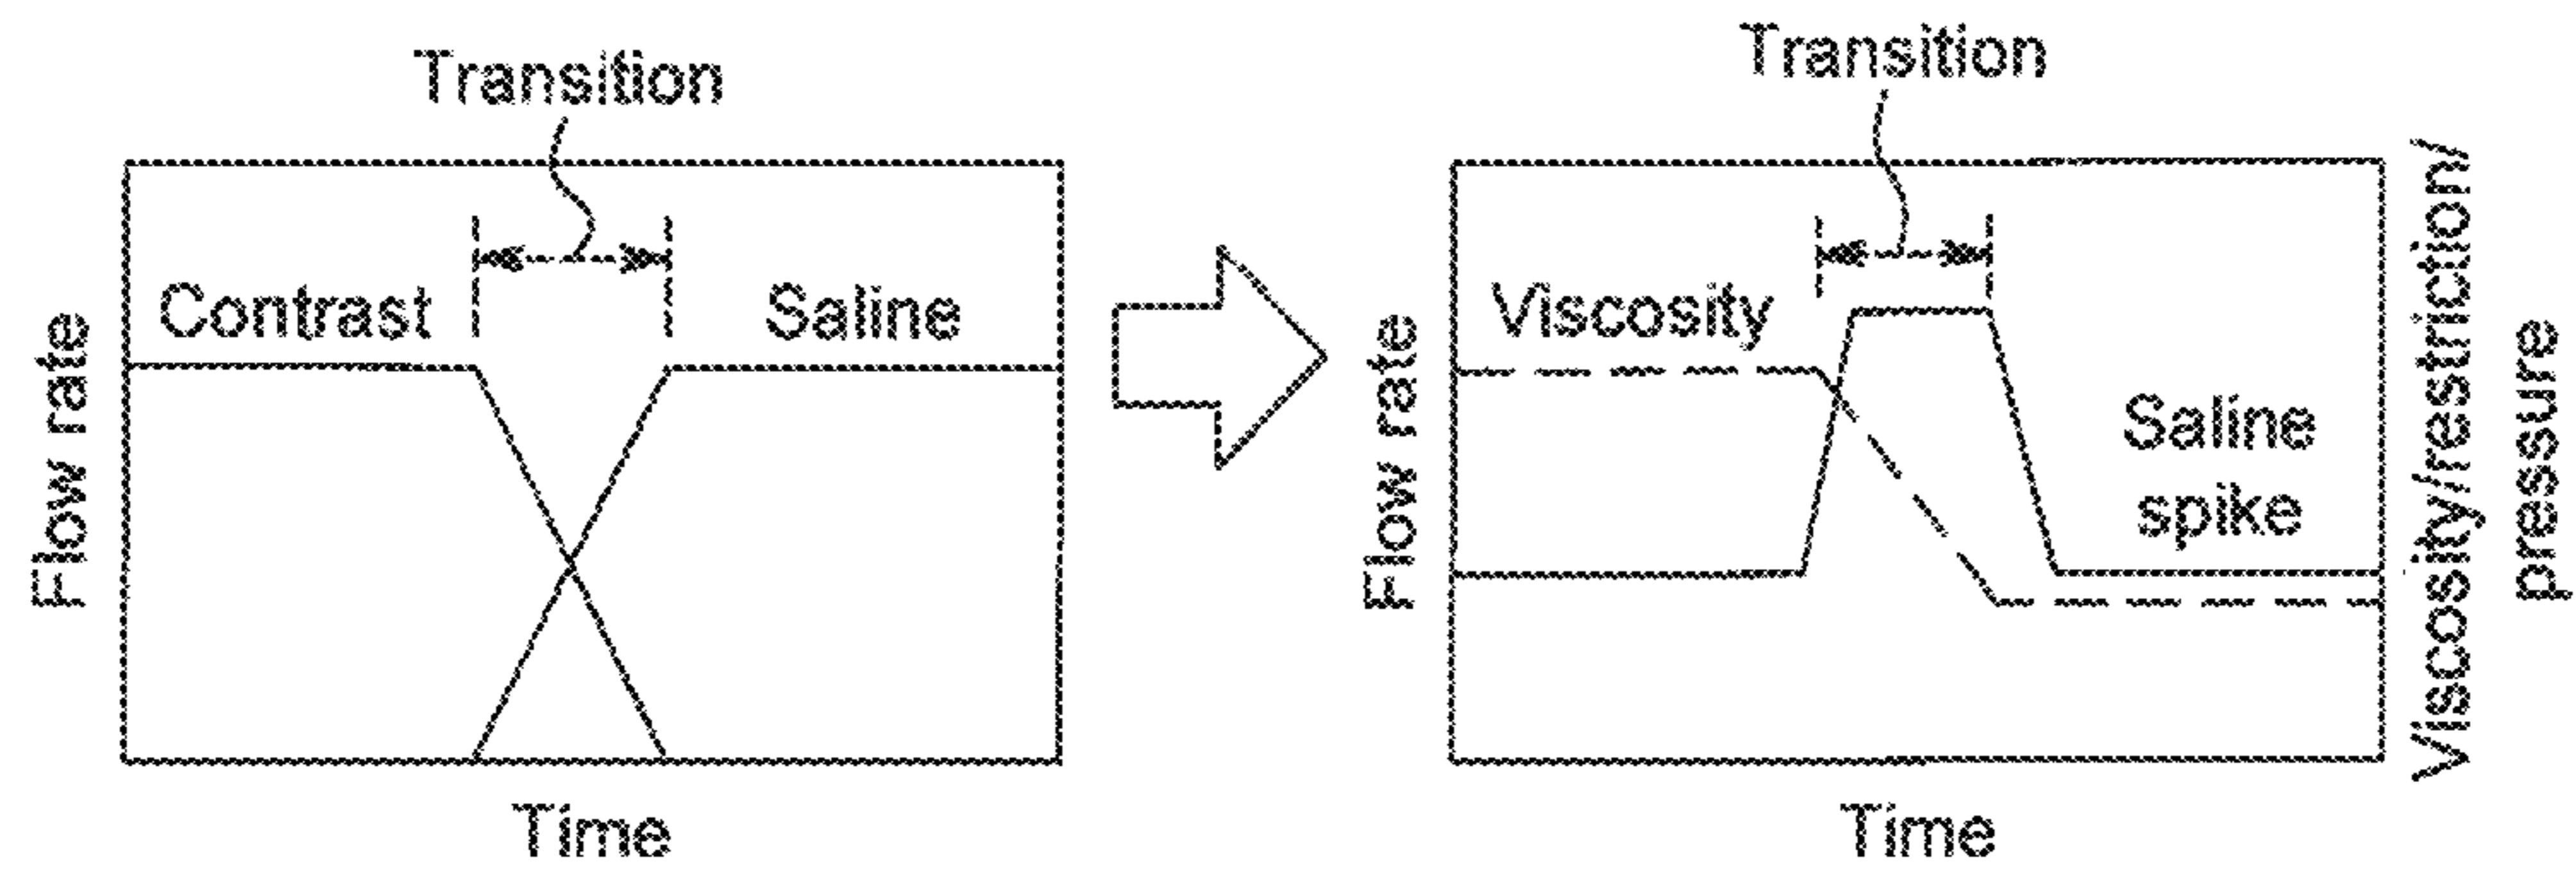 Transition
Contrast
Saline
Flow rate
Time
Transition
Viscosity
Saline
spike
Flow rate
Time
Viscosity/restriction/
pressure